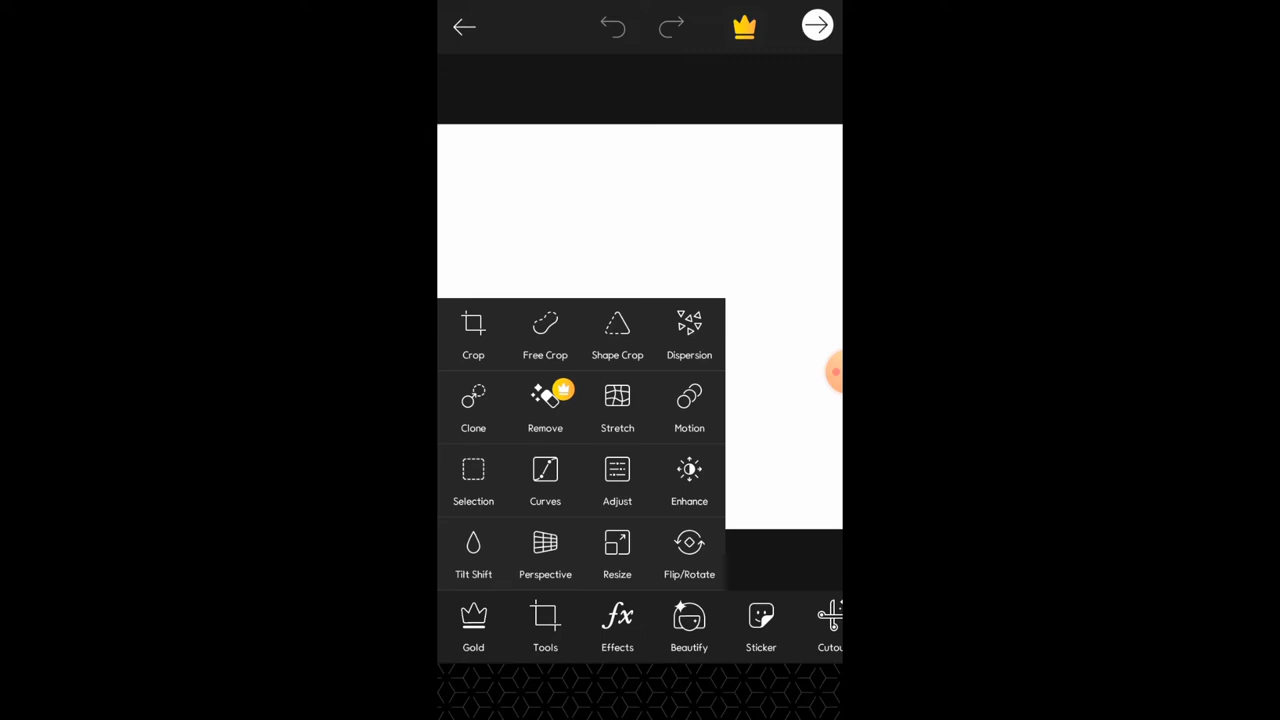 Crop Free Crop Shape Crop Dispersion
Clone Remove Stretch Motion
Selection Curves Adjust Enhance
Tilt Shift Perspective Resize Flip/Rotate
Gold Tools Effects Beautify Sticker Cutou